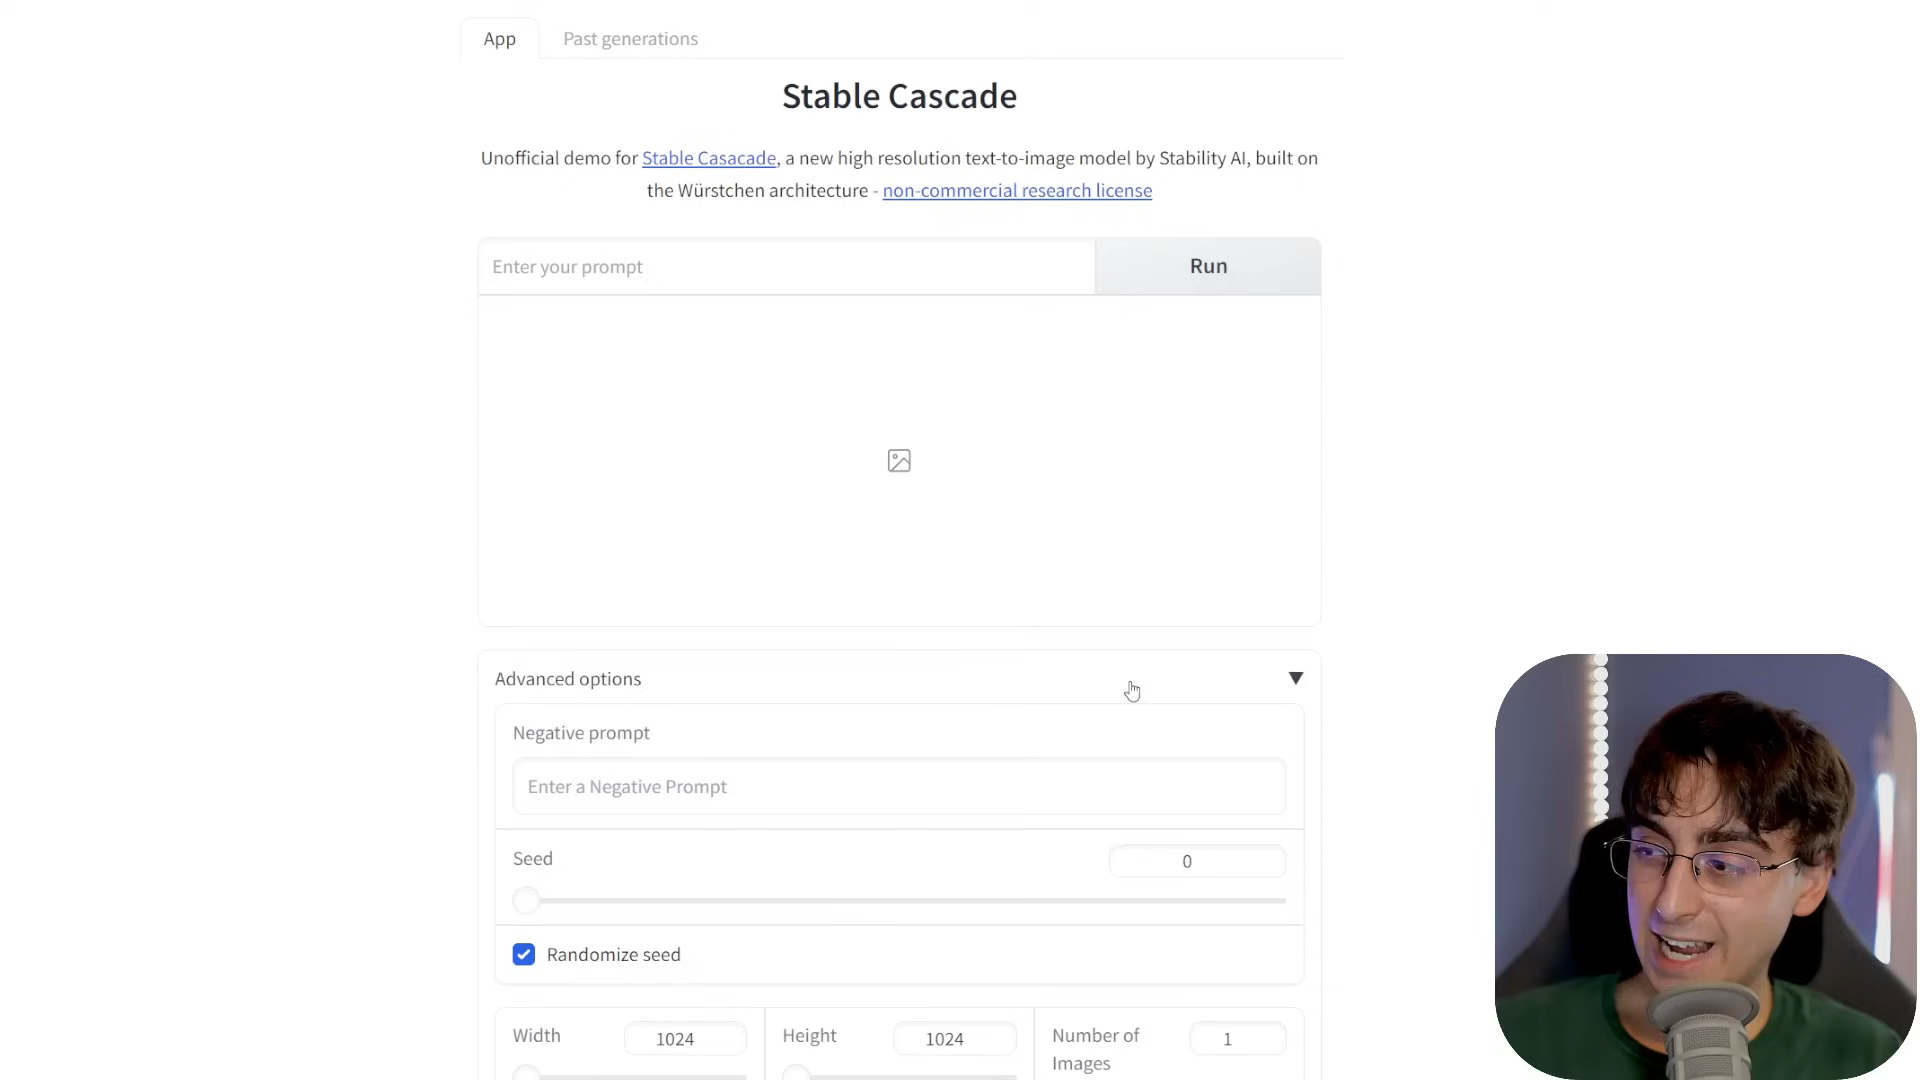 App
Past generations
Stable Cascade
Unofficial demo for Stable Casacade, a new high resolution text-to-image model by Stability AI, built on
the Würstchen architecture - non-commercial research license
Enter your prompt
Run
Advanced options
Negative prompt
Enter a Negative Prompt
Seed
0
Randomize seed
Width
1024
Height
1024
Number of
Images
1